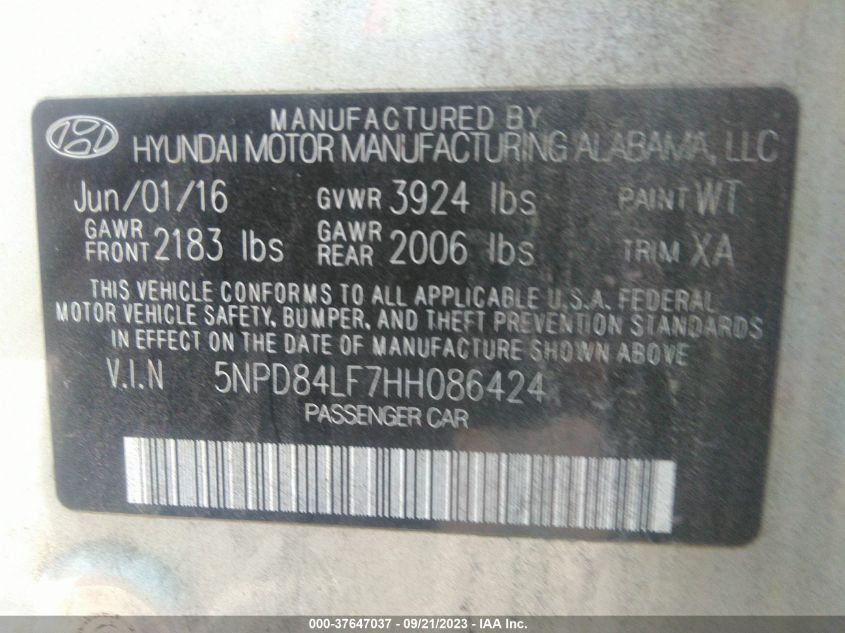 MANUFACTURED BY
HYUNDAI MOTOR MANUFACTURING ALABAMA, LLC
Jun/01/16 GVWR 3924 lbs PAINT WT
GAWR FRONT 2183 lbs GAWR REAR 2006 lbs TRIM XA
THIS VEHICLE CONFORMS TO ALL APPLICABLE U.S.A. FEDERAL
MOTOR VEHICLE SAFETY, BUMPER, AND THEFT PREVENTION STANDARDS
IN EFFECT ON THE DATE OF MANUFACTURE SHOWN ABOVE
V.I.N 5NPD84LF7HH086424
PASSENGER CAR
000-37647037 - 09/21/2023 - IAAI Inc.